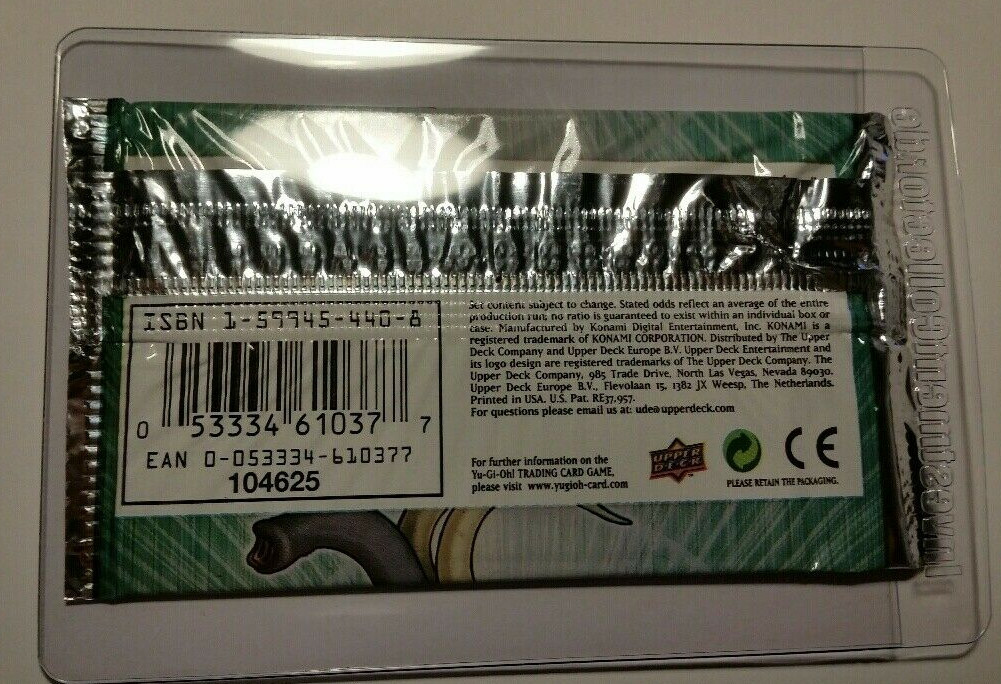 ISBN 1-59945-440-8
0 53334 61037 7
EAN 0-053334-610377
104625
Set content subject to change. Stated odds reflect an average of the entire
production run; no ratio is guaranteed to exist within an individual box or
case. Manufactured by Konami Digital Entertainment, Inc. KONAMI is a
registered trademark of KONAMI CORPORATION. Distributed by The Upper
Deck Company and Upper Deck Europe B.V. Upper Deck Entertainment and
its logo design are registered trademarks of The Upper Deck Company. The
Upper Deck Company, 985 Trade Drive, North Las Vegas, Nevada 89030.
Upper Deck Europe B.V., Flevolaan 15, 1382 JX Weesp, The Netherlands.
Printed in USA. U.S. Pat. RE37,957.
For questions please email us at: ude@upperdeck.com
For further information on the
Yu-Gi-Oh! TRADING CARD GAME,
please visit www.yugioh-card.com
UPPER
DECK
CE
PLEASE RETAIN THE PACKAGING.